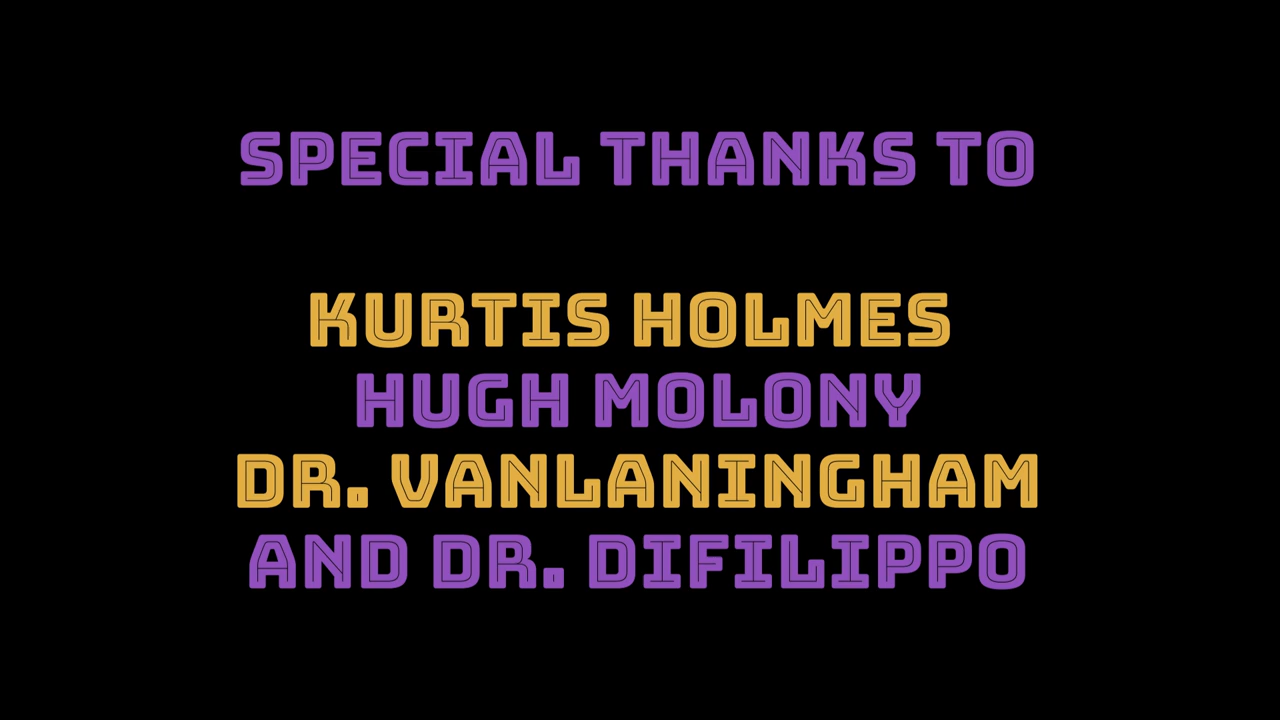 SPECIAL THANKS TO
KURTIS HOLMES
HUGH MOLONY
DR. VANLANINGHAM
AND DR. DIFILIPPO